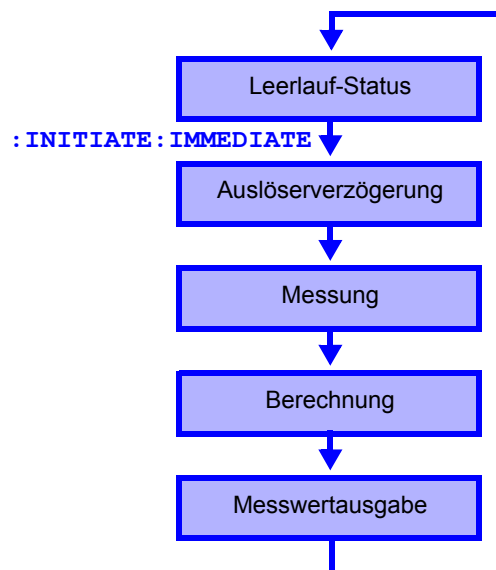 Leerlauf-Status
:INITIATE:IMMEDIATE
Auslöserverzögerung
Messung
Berechnung
Messwertausgabe